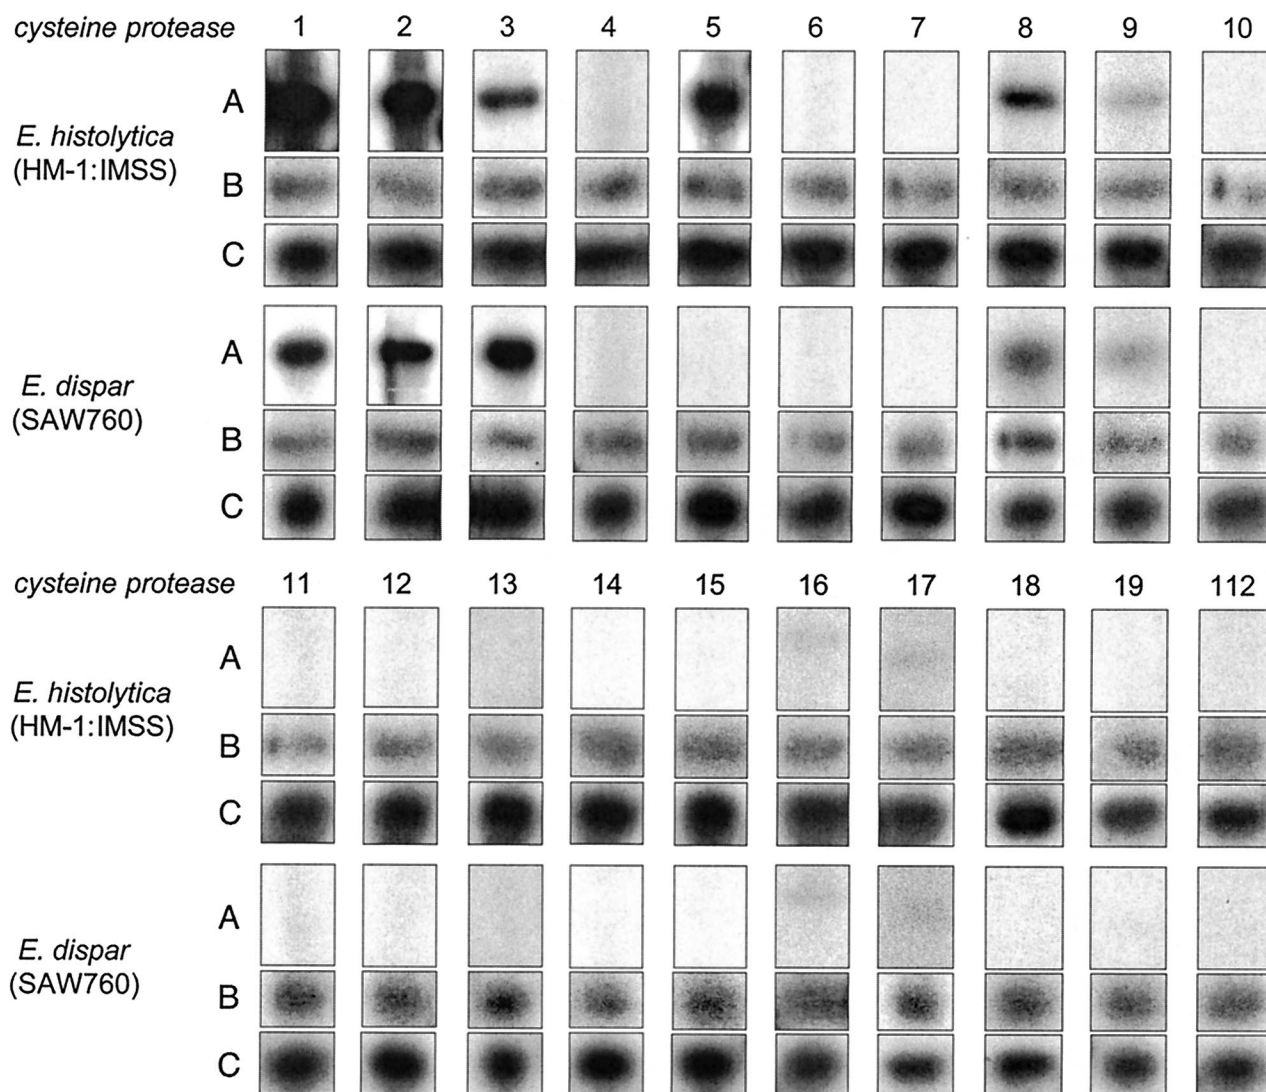 cysteine protease 1 2 3 4 5 6 7 8 9 10
A
E. histolytica
(HM-1:IMSS)
B
C
A
E. dispar
(SAW760)
B
C
cysteine protease 11 12 13 14 15 16 17 18 19 112
A
E. histolytica
(HM-1:IMSS)
B
C
A
E. dispar
(SAW760)
B
C